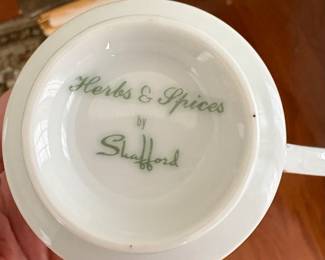 Herbs & Spices
by
Shafford